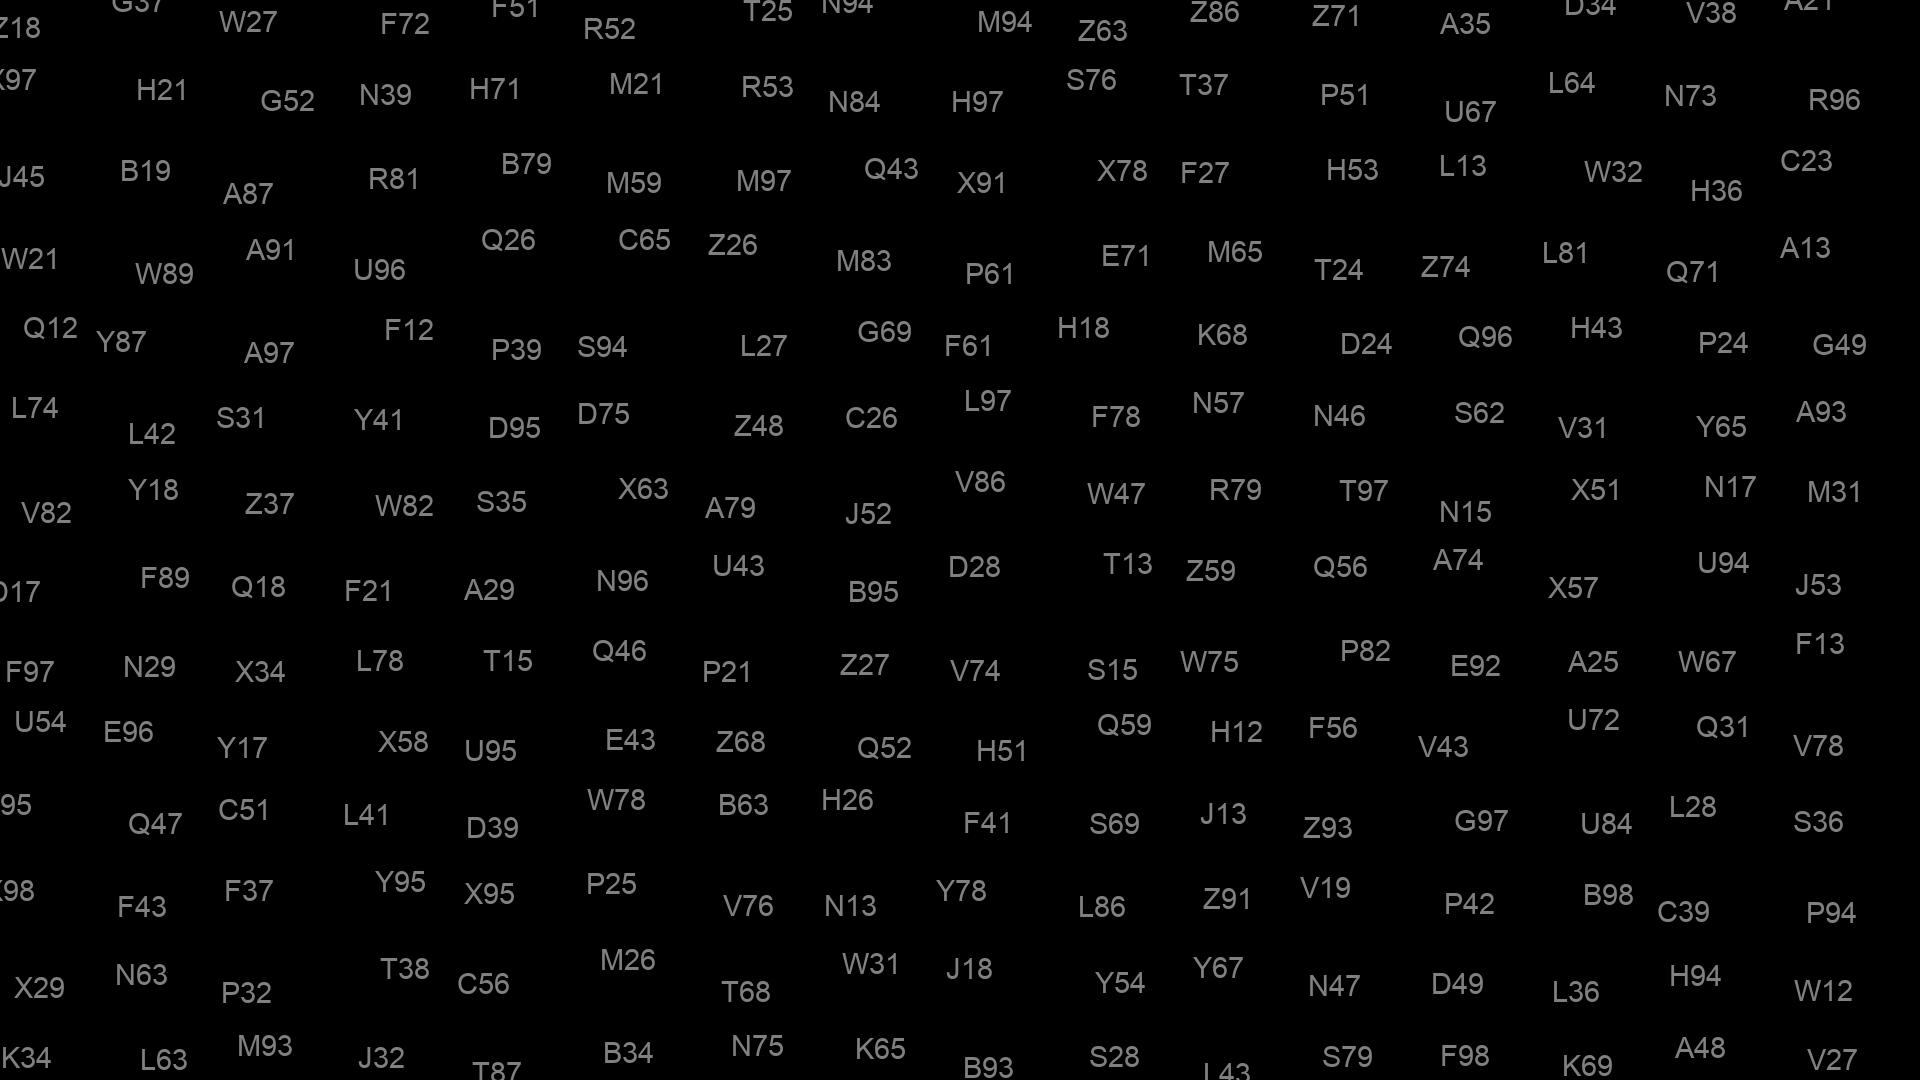 Z18 G37 W27 F72 F51 R52 T25 N94 M94 Z63 Z86 Z71 A35 D34 V38 A21
X97 H21 G52 N39 H71 M21 R53 N84 H97 S76 T37 P51 U67 L64 N73 R96
J45 B19 A87 R81 B79 M59 M97 Q43 X91 X78 F27 H53 L13 W32 H36 C23
W21 W89 A91 U96 Q26 C65 Z26 M83 P61 E71 M65 T24 Z74 L81 Q71 A13
Q12 Y87 A97 F12 P39 S94 L27 G69 F61 H18 K68 D24 Q96 H43 P24 G49
L74 L42 S31 Y41 D95 D75 Z48 C26 L97 F78 N57 N46 S62 V31 Y65 A93
V82 Y18 Z37 W82 S35 X63 A79 J52 V86 W47 R79 T97 N15 X51 N17 M31
F89 Q18 F21 A29 N96 U43 B95 D28 T13 Z59 Q56 A74 X57 U94 J53
F97 N29 X34 L78 T15 Q46 P21 Z27 V74 S15 W75 P82 E92 A25 W67 F13
U54 E96 Y17 X58 U95 E43 Z68 Q52 H51 Q59 H12 F56 V43 U72 Q31 V78
95 Q47 C51 L41 D39 W78 B63 H26 F41 S69 J13 Z93 G97 U84 L28 S36
F43 F37 Y95 X95 P25 V76 N13 Y78 L86 Z91 V19 P42 B98 C39 P94
X29 N63 P32 T38 C56 M26 T68 W31 J18 Y54 Y67 N47 D49 L36 H94 W12
K34 L63 M93 J32 T87 B34 N75 K65 B93 S28 L43 S79 F98 K69 A48 V27